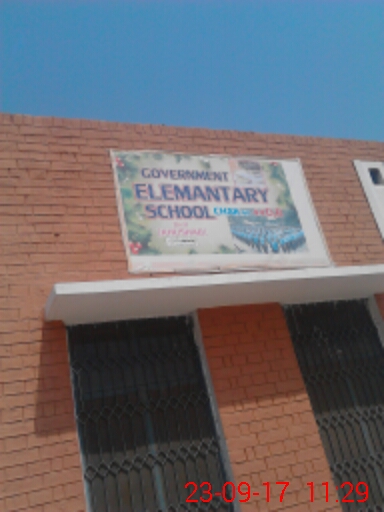 GOVERNMENT
ELEMANTARY
SCHOOL
23-09-17 11.29